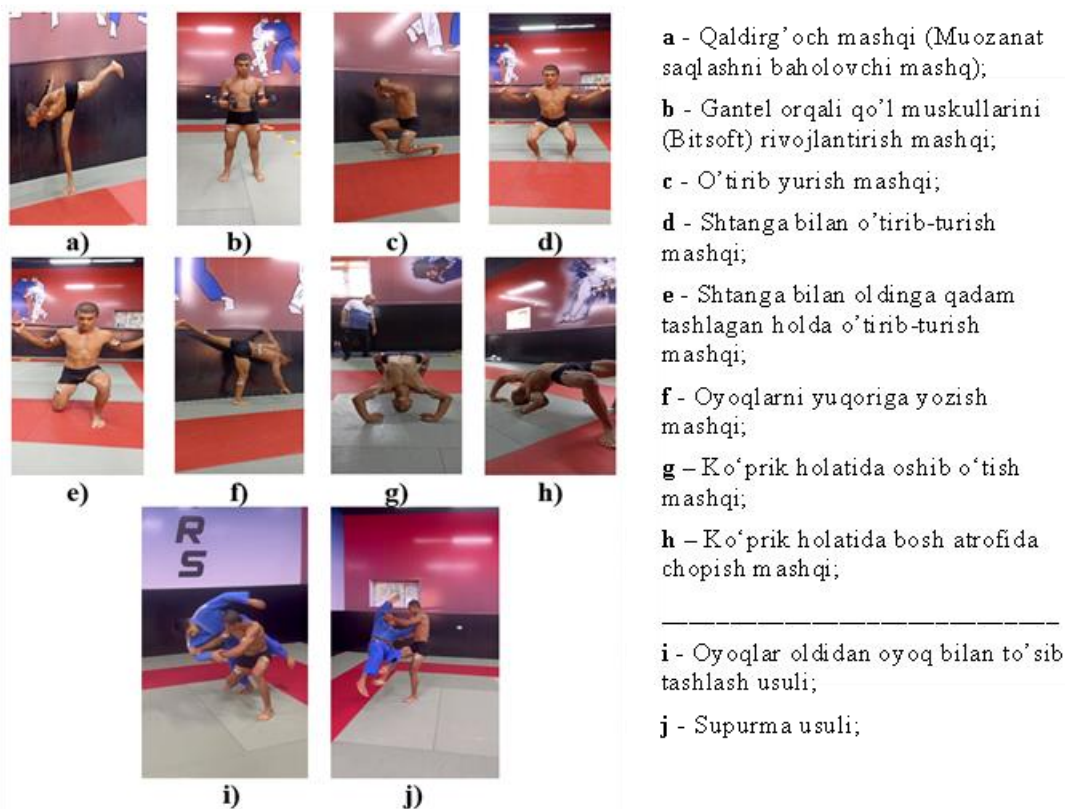 a - Qaldirg’och mashqi (Muozanat
saqlashni baholovchi mashq);
b - Gantel orqali qo’l muskullarini
(Bitsoft) rivojlantirish mashqi;
c - O’tirib yurish mashqi;
d - Shtanga bilan o’tirib-turish
mashqi;
e - Shtanga bilan oldinga qadam
tashlagan holda o’tirib-turish
mashqi;
f - Oyoqlarni yuqoriga yozish
mashqi;
g – Ko‘prik holatida oshib o‘tish
mashqi;
h – Ko‘prik holatida bosh atrofida
chopish mashqi;
i - Oyoqlar oldidan oyoq bilan to’sib
tashlash usuli;
j - Supurma usuli;
a)
b)
c)
d)
e)
f)
g)
h)
R
S
i)
j)